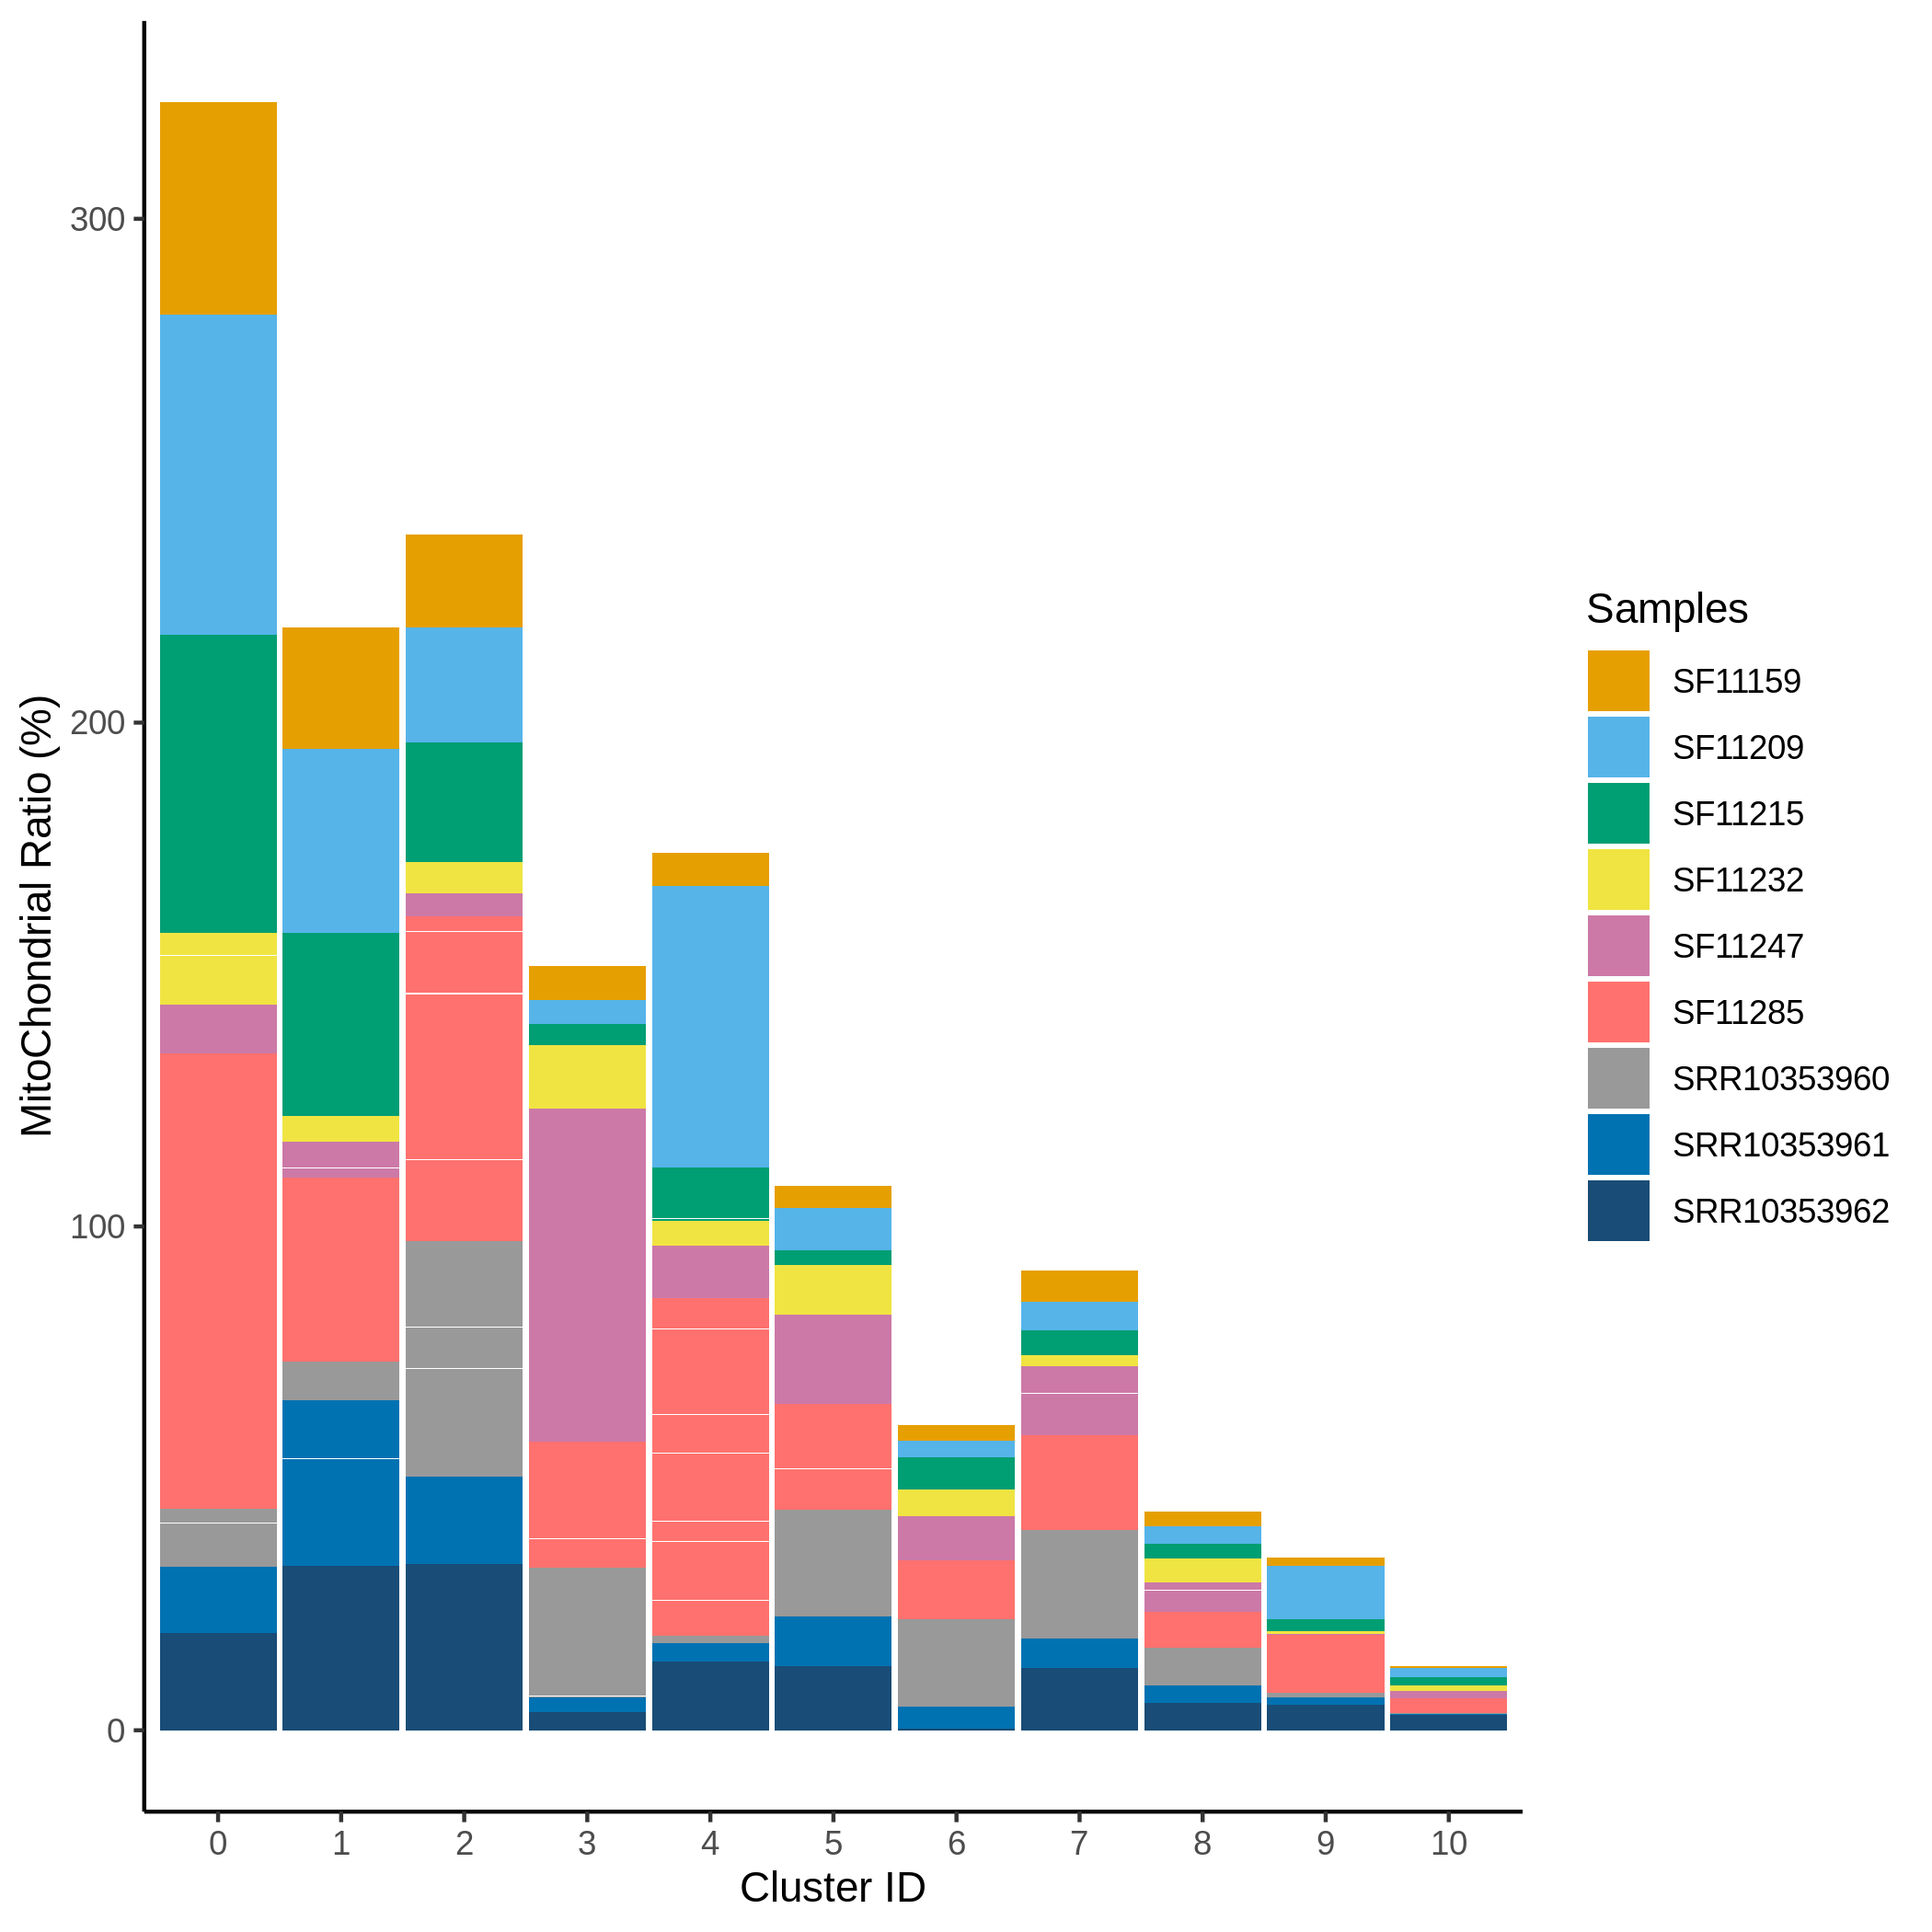 300
200
100
0
MitoChondrial Ratio (%)
0 1 2 3 4 5 6 7 8 9 10
Cluster ID
Samples
SF11159
SF11209
SF11215
SF11232
SF11247
SF11285
SRR10353960
SRR10353961
SRR10353962